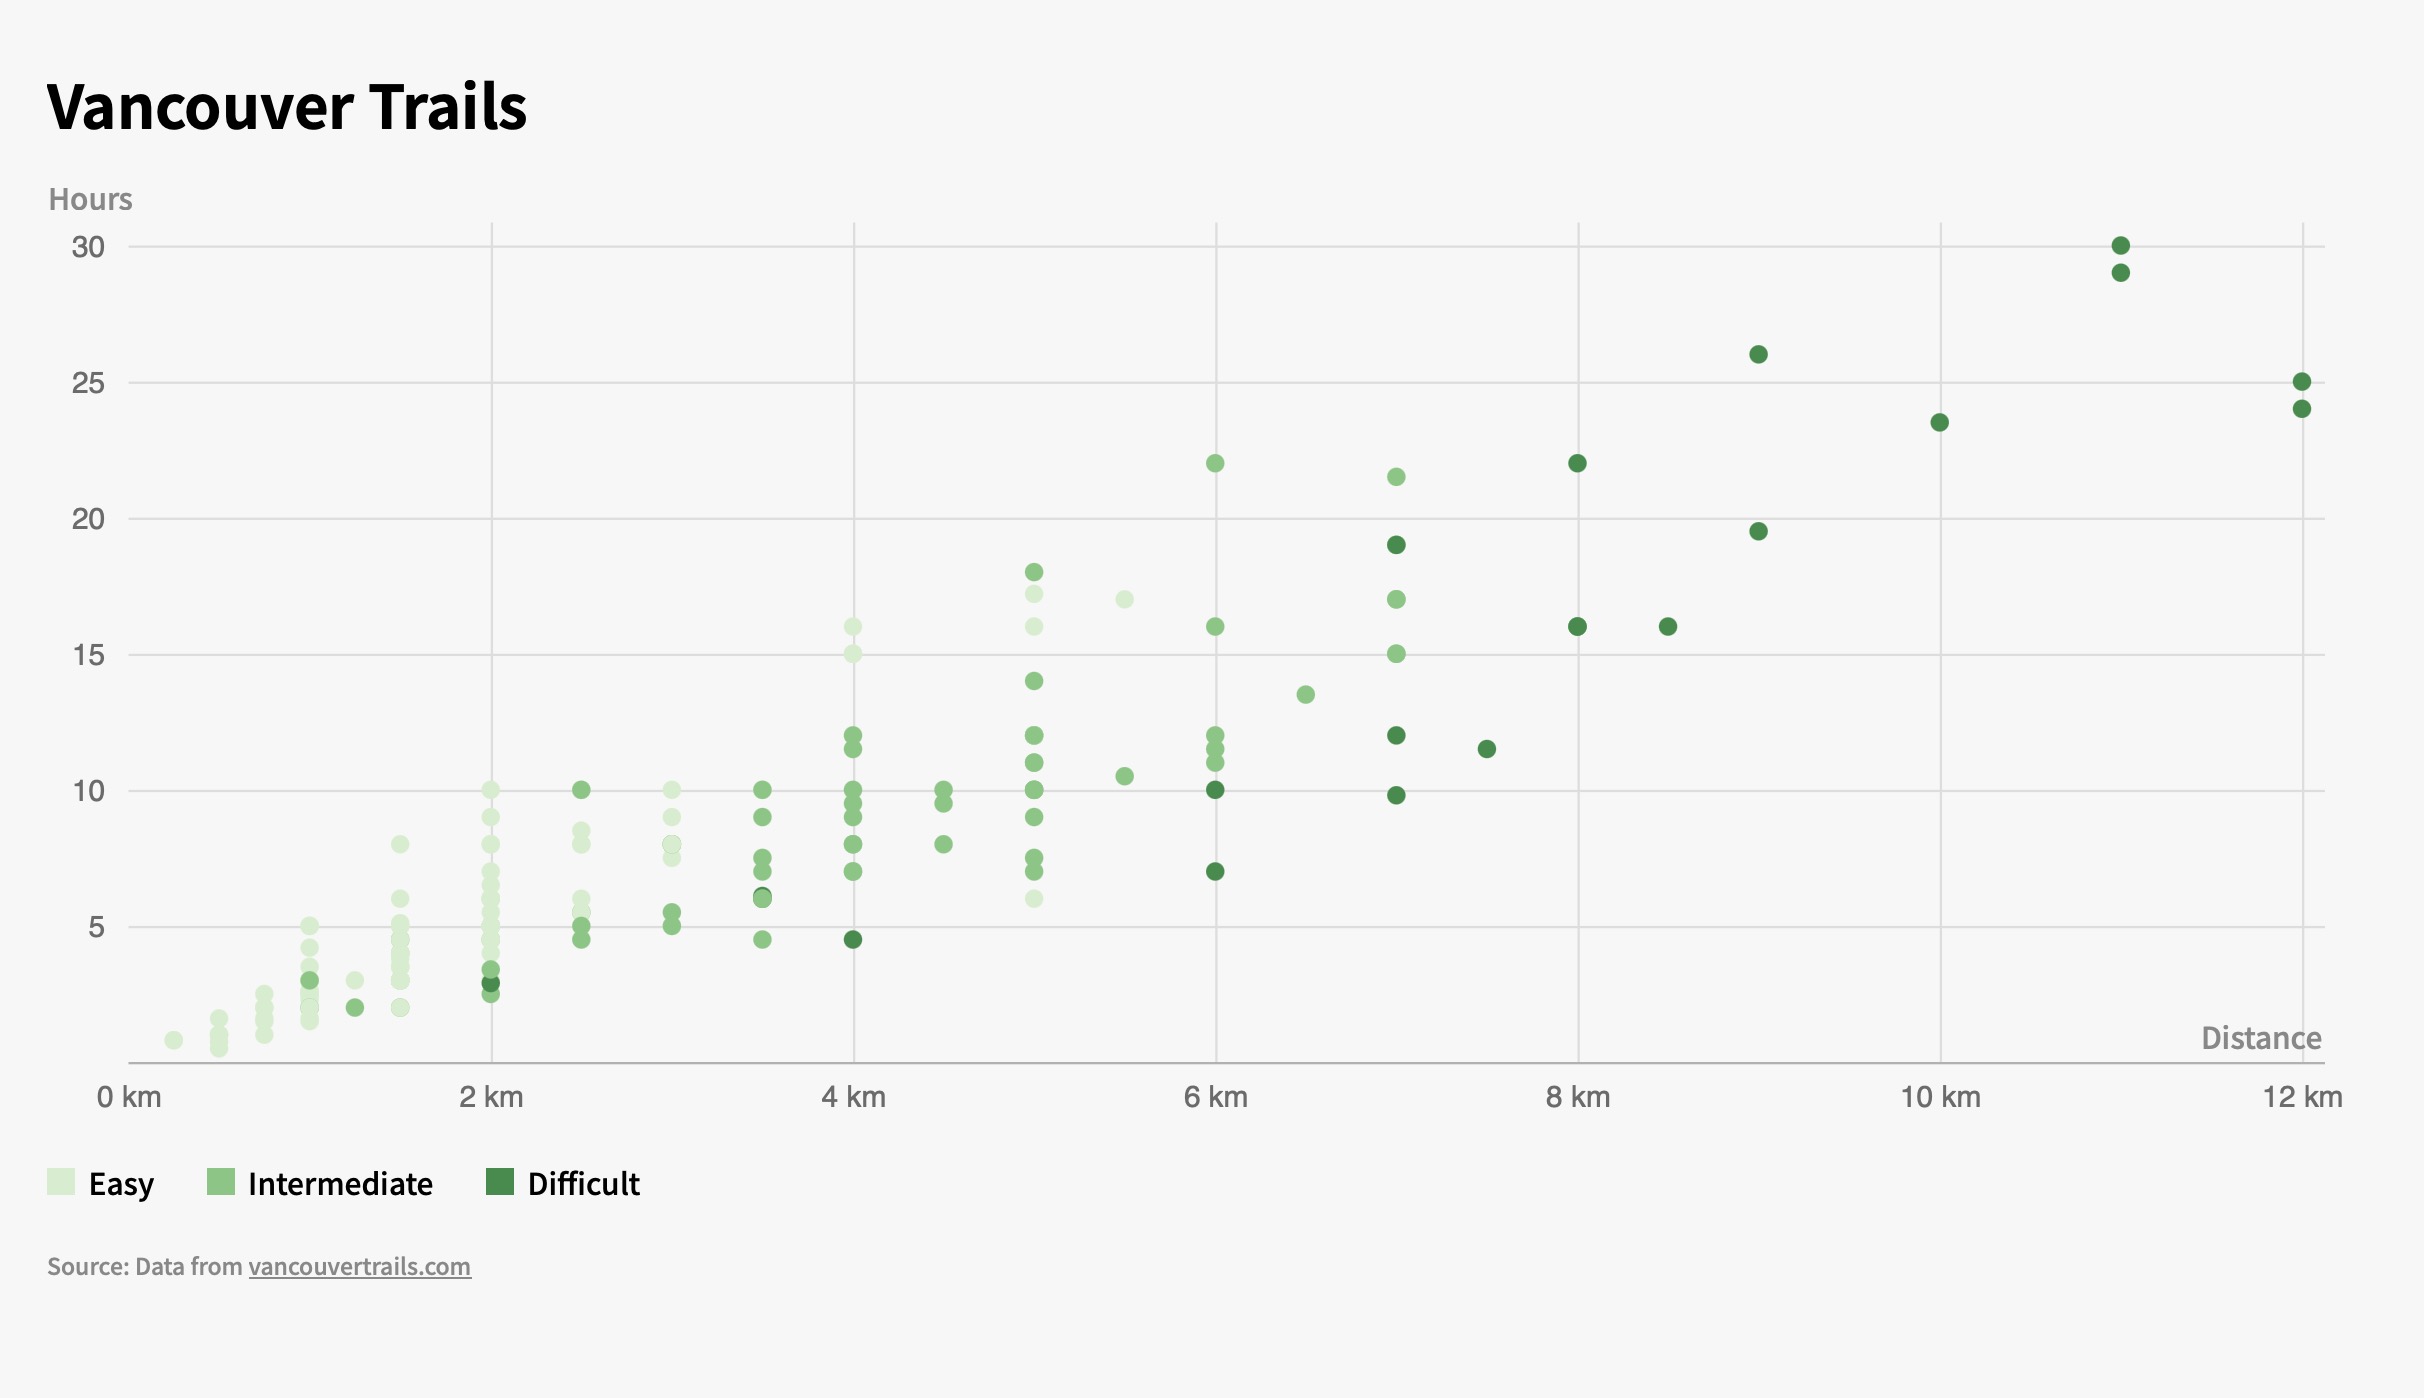 Vancouver Trails
Hours
30
25
20
15
10
5
Distance
0 km 2 km 4 km 6 km 8 km 10 km 12 km
Easy Intermediate Difficult
Source: Data from vancouvertrails.com